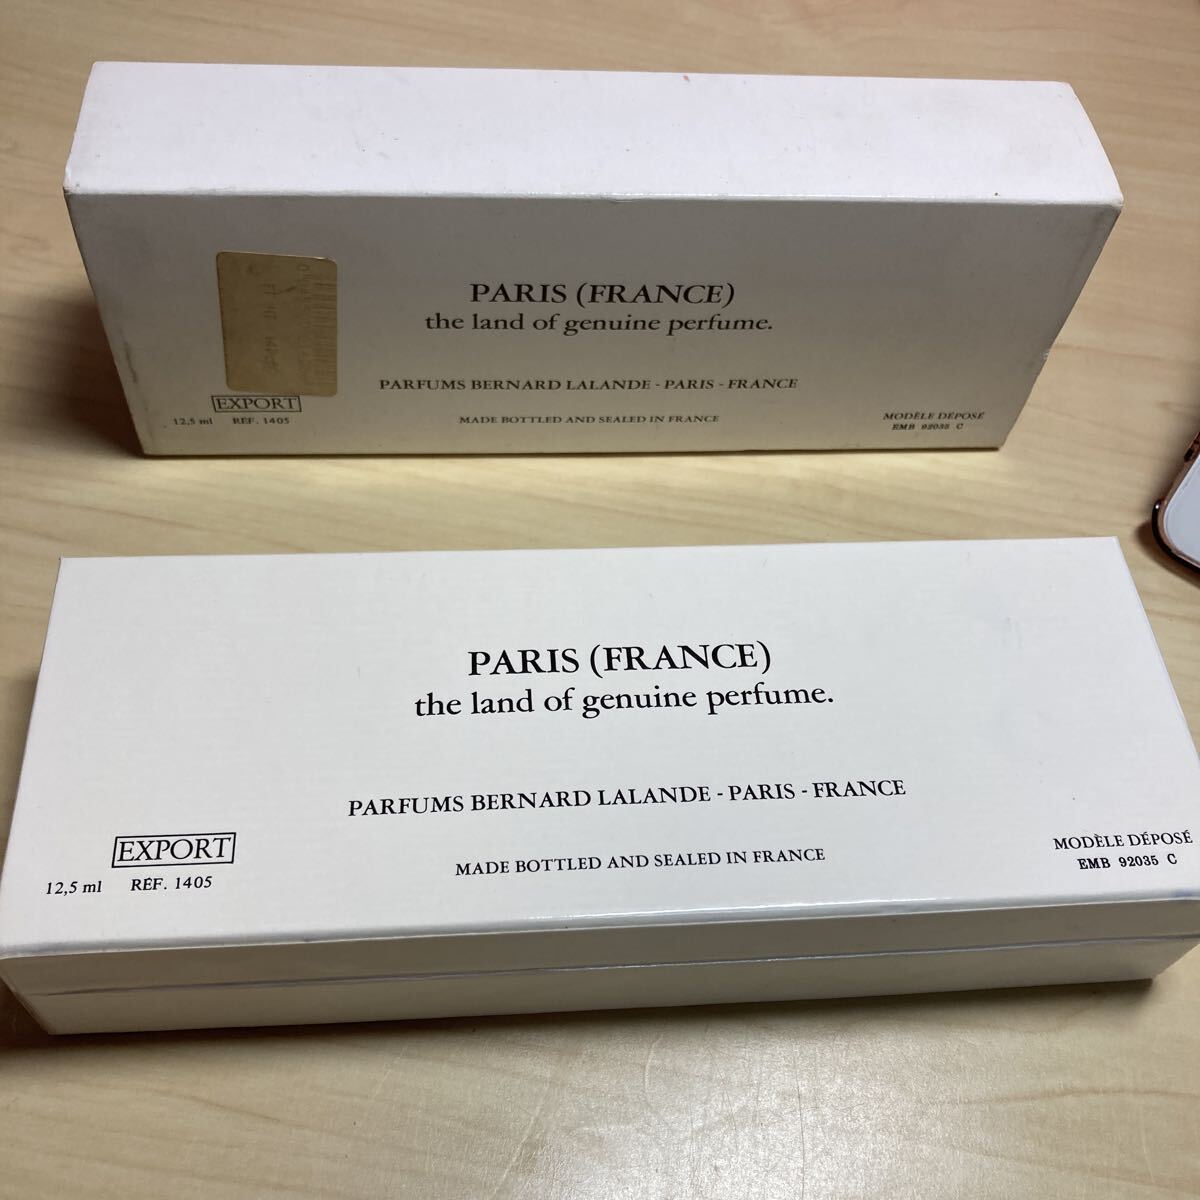 PARIS (FRANCE)
the land of genuine perfume.
PARFUMS BERNARD LALANDE - PARIS - FRANCE
EXPORT
12,5 ml REF. 1405
MADE BOTTLED AND SEALED IN FRANCE
MODÈLE DÉPOSÉ
EMB 92035 C
PARIS (FRANCE)
the land of genuine perfume.
PARFUMS BERNARD LALANDE - PARIS - FRANCE
EXPORT
12,5 ml RÉF. 1405
MADE BOTTLED AND SEALED IN FRANCE
MODÈLE DÉPOSÉ
EMB 92035 C